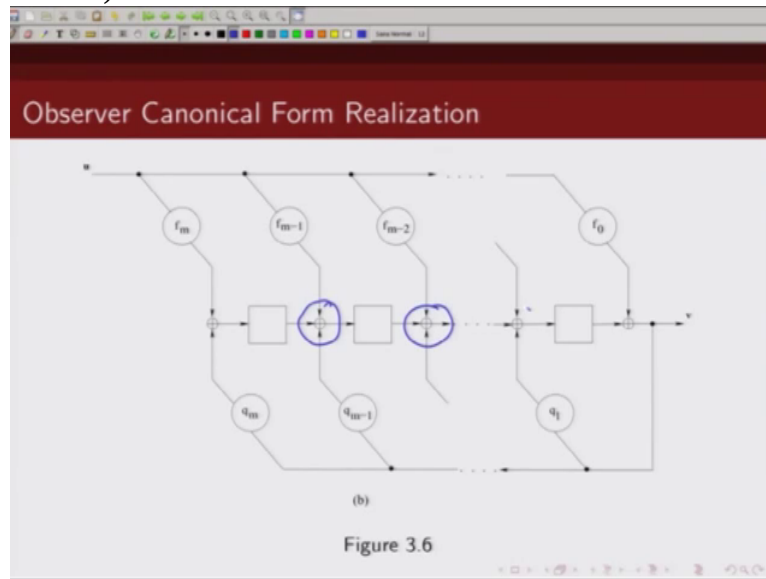 Observer Canonical Form Realization
u
f_m f_{m-1} f_{m-2} f_0
v
q_m q_{m-1} q_1
(b)
Figure 3.6